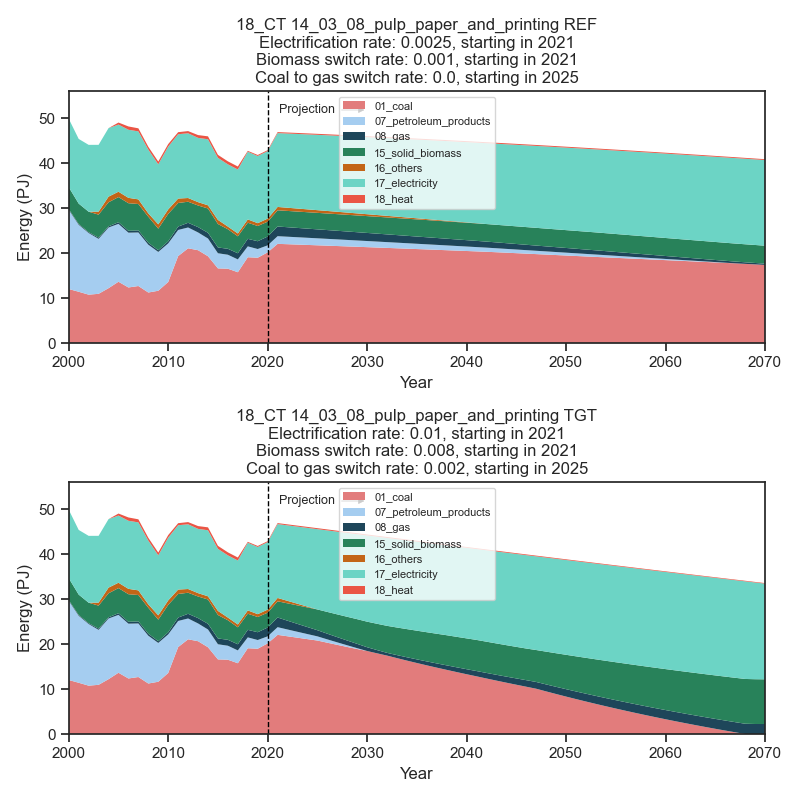 18_CT 14_03_08_pulp_paper_and_printing REF
Electrification rate: 0.0025, starting in 2021
Biomass switch rate: 0.001, starting in 2021
Coal to gas switch rate: 0.0, starting in 2025
Energy (PJ)
50
40
30
20
10
0
Projection
01_coal
07_petroleum_products
08_gas
15_solid_biomass
16_others
17_electricity
18_heat
2000 2010 2020 2030 2040 2050 2060 2070
Year
18_CT 14_03_08_pulp_paper_and_printing TGT
Electrification rate: 0.01, starting in 2021
Biomass switch rate: 0.008, starting in 2021
Coal to gas switch rate: 0.002, starting in 2025
Energy (PJ)
50
40
30
20
10
0
Projection
01_coal
07_petroleum_products
08_gas
15_solid_biomass
16_others
17_electricity
18_heat
2000 2010 2020 2030 2040 2050 2060 2070
Year